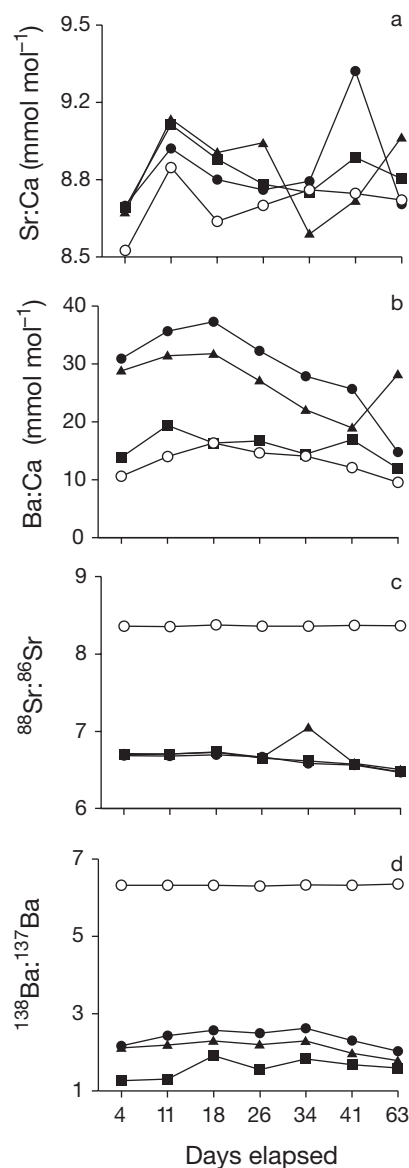 a
Sr:Ca (mmol mol⁻¹)
9.5
9.2
8.8
8.5
b
Ba:Ca (mmol mol⁻¹)
40
30
20
10
0
c
⁸⁸Sr:⁸⁶Sr
9
8
7
6
d
¹³⁸Ba:¹³⁷Ba
7
5
3
1
4 11 18 26 34 41 63
Days elapsed